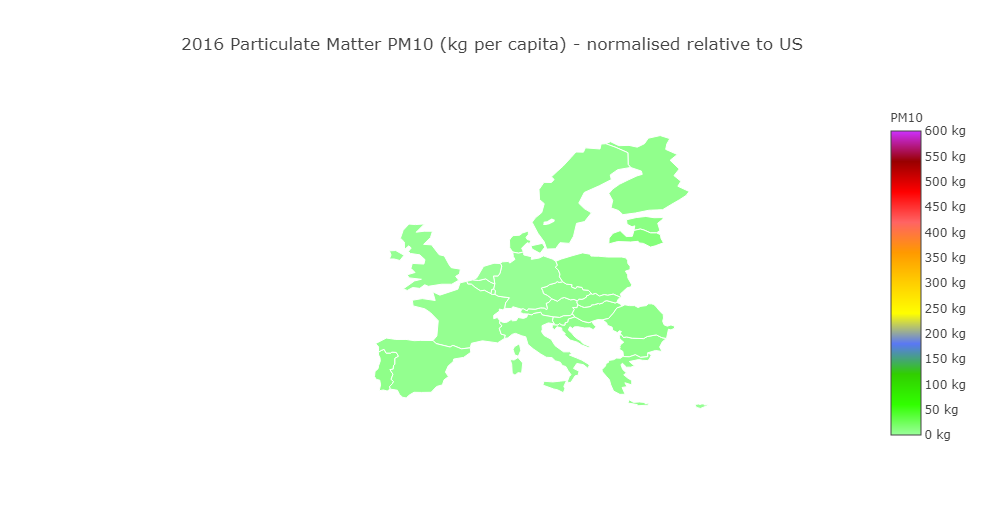 2016 Particulate Matter PM10 (kg per capita) - normalised relative to US
PM10
600 kg
550 kg
500 kg
450 kg
400 kg
350 kg
300 kg
250 kg
200 kg
150 kg
100 kg
50 kg
0 kg